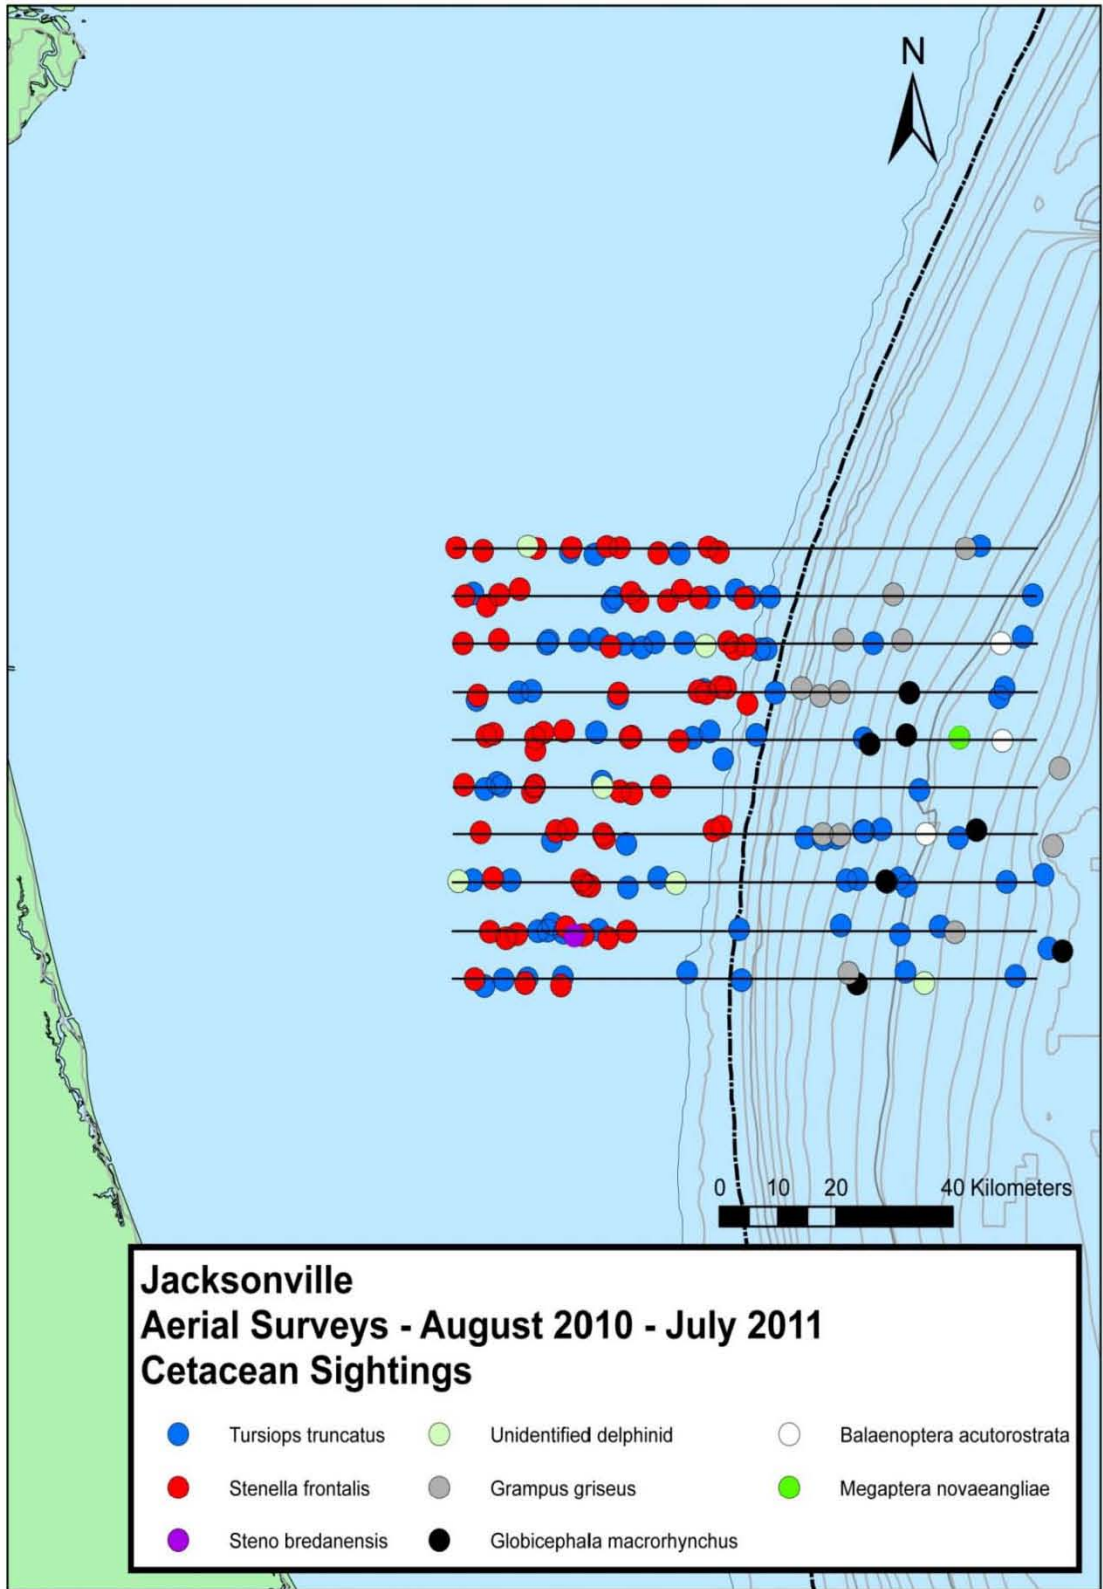 N
0 10 20 40 Kilometers
Jacksonville
Aerial Surveys - August 2010 - July 2011
Cetacean Sightings
Tursiops truncatus Unidentified delphinid Balaenoptera acutorostrata
Stenella frontalis Grampus griseus Megaptera novaeangliae
Steno bredanensis Globicephala macrorhynchus